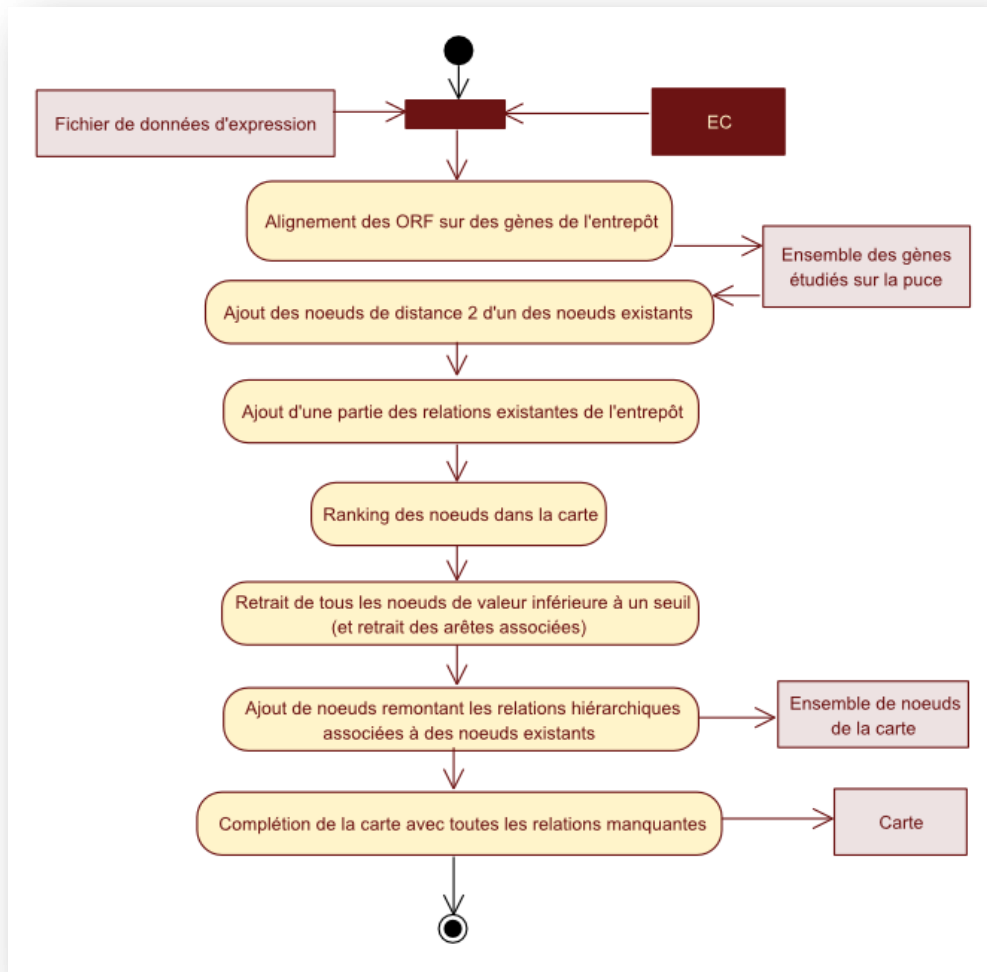 Fichier de données d'expression
EC
Alignement des ORF sur des gènes de l'entrepôt
Ensemble des gènes
étudiés sur la puce
Ajout des noeuds de distance 2 d'un des noeuds existants
Ajout d'une partie des relations existantes de l'entrepôt
Ranking des noeuds dans la carte
Retrait de tous les noeuds de valeur inférieure à un seuil
(et retrait des arêtes associées)
Ajout de noeuds remontant les relations hiérarchiques
associées à des noeuds existants
Ensemble de noeuds
de la carte
Complétion de la carte avec toutes les relations manquantes
Carte